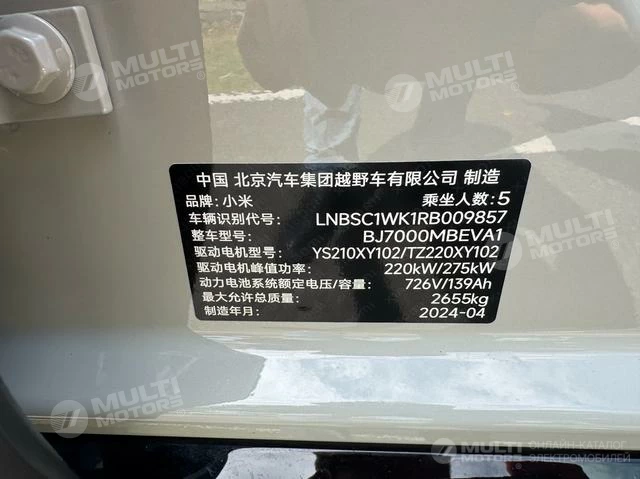 MULTI
MOTORS
MULTI
MOTORS
MULTI
MOTORS
中国 北京汽车集团越野车有限公司 制造
品牌:小米 乘坐人数:5
车辆识别代号: LNBSC1WK1RB009857
整车型号: BJ7000MBEVA1
驱动电机型号: YS210XY102/TZ220XY102
驱动电机峰值功率: 220kW/275kW
动力电池系统额定电压/容量: 726V/139Ah
最大允许总质量: 2655kg
制造年月: 2024-04
MULTI
MOTORS
MULTI
MOTORS
ОНЛАЙН-КАТАЛОГ
ЭЛЕКТРОМОБИЛЕЙ